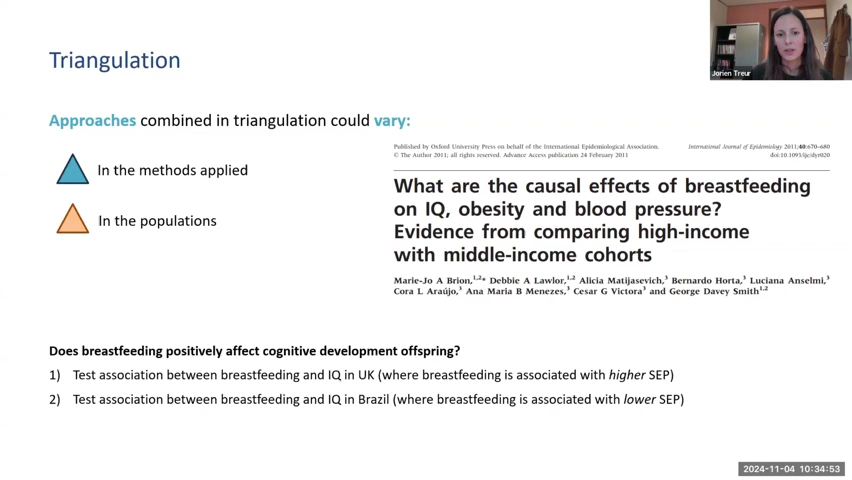 Triangulation
Jorien Treur
Approaches combined in triangulation could vary:
In the methods applied
In the populations
Published by Oxford University Press on behalf of the International Epidemiological Association.
© The Author 2011; all rights reserved. Advance Access publication 24 February 2011
International Journal of Epidemiology 2011;40:670–680
doi:10.1093/ije/dyr020
What are the causal effects of breastfeeding
on IQ, obesity and blood pressure?
Evidence from comparing high-income
with middle-income cohorts
Marie-Jo A Brion,1,2* Debbie A Lawlor,1,2 Alicia Matijasevich,3 Bernardo Horta,3 Luciana Anselmi,3
Cora L Araújo,3 Ana Maria B Menezes,3 Cesar G Victora3 and George Davey Smith1,2
Does breastfeeding positively affect cognitive development offspring?
1) Test association between breastfeeding and IQ in UK (where breastfeeding is associated with higher SEP)
2) Test association between breastfeeding and IQ in Brazil (where breastfeeding is associated with lower SEP)
2024-11-04 10:34:53